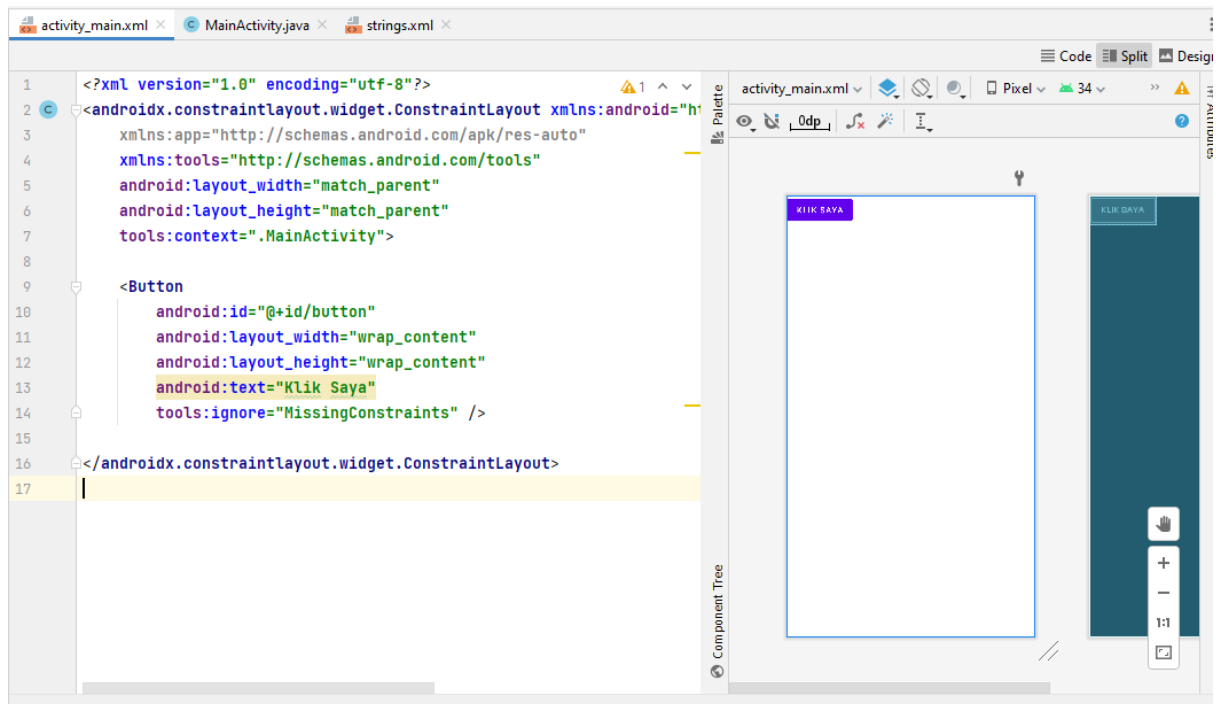 activity_main.xml MainActivity.java strings.xml
Code Split Design
1 <?xml version="1.0" encoding="utf-8"?> 1
2 C <androidx.constraintlayout.widget.ConstraintLayout xmlns:android="ht
3 xmlns:app="http://schemas.android.com/apk/res-auto"
4 xmlns:tools="http://schemas.android.com/tools"
5 android:layout_width="match_parent"
6 android:layout_height="match_parent"
7 tools:context=".MainActivity">
8
9 <Button
10 android:id="@+id/button"
11 android:layout_width="wrap_content"
12 android:layout_height="wrap_content"
13 android:text="Klik Saya"
14 tools:ignore="MissingConstraints" />
15
16 </androidx.constraintlayout.widget.ConstraintLayout>
17
Palette
Component Tree
activity_main.xml Pixel 34 »
0dp
KLIK SAYA
KLIK SAYA
+
−
1:1
Attributes